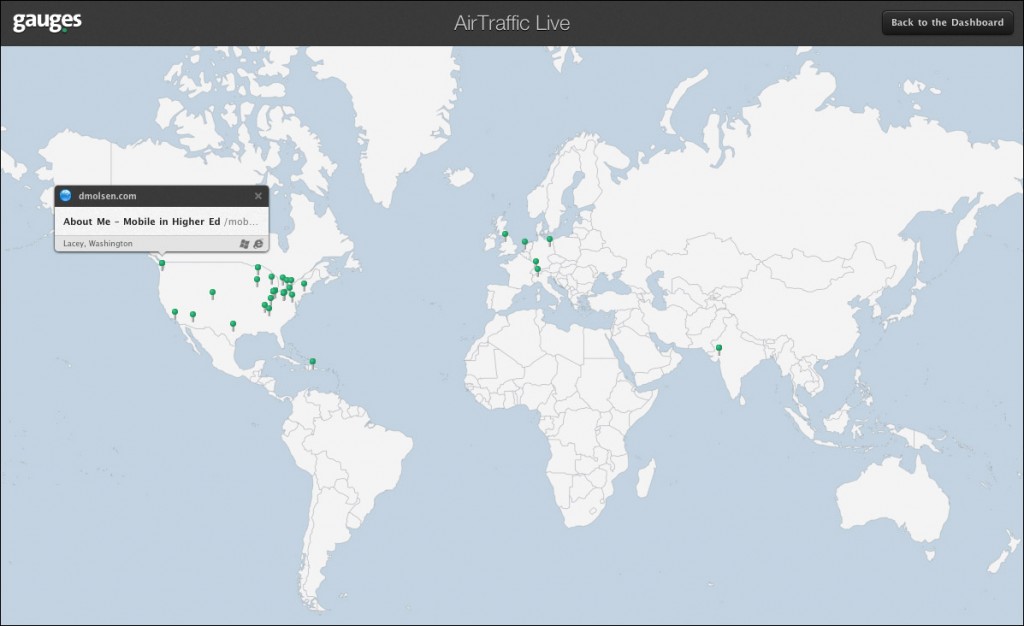 gauges
AirTraffic Live
Back to the Dashboard
dmolsen.com
About Me - Mobile in Higher Ed /mob...
Lacey, Washington